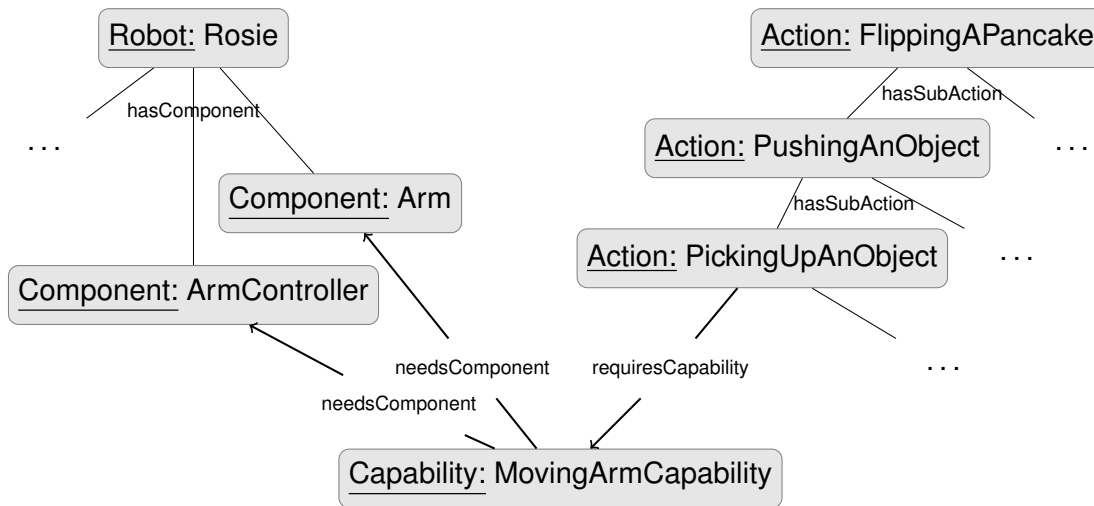 Robot: Rosie
Action: FlippingAPancake
hasComponent
hasSubAction
. . .
Action: PushingAnObject
. . .
Component: Arm
hasSubAction
Action: PickingUpAnObject
. . .
Component: ArmController
needsComponent
requiresCapability
. . .
needsComponent
Capability: MovingArmCapability